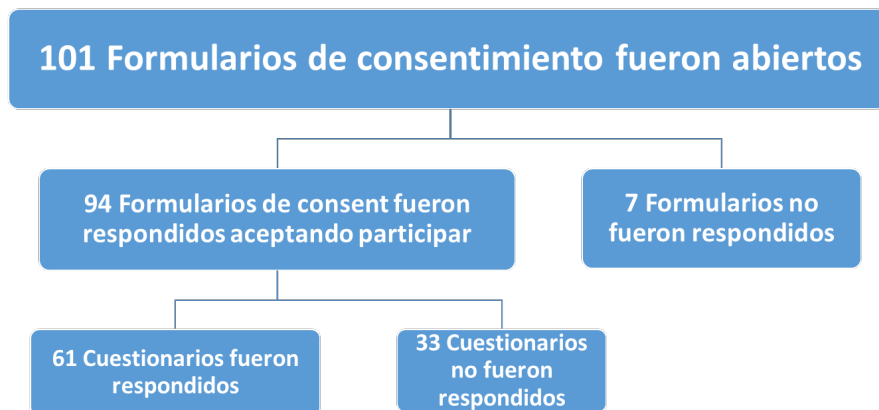 101 Formularios de consentimiento fueron abiertos
94 Formularios de consent fueron
respondidos aceptando participar
7 Formularios no
fueron respondidos
61 Cuestionarios fueron
respondidos
33 Cuestionarios
no fueron
respondidos